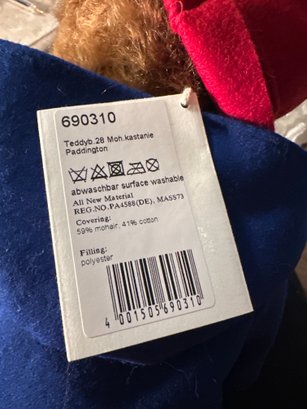 690310
Teddyb.28 Moh.kastanie
Paddington
abwaschbar surface washable
All New Material
REG.NO-PA4588(DE), MASS73
Covering:
59% mohair, 41% cotton
Filling:
polyester
4 001505 690310